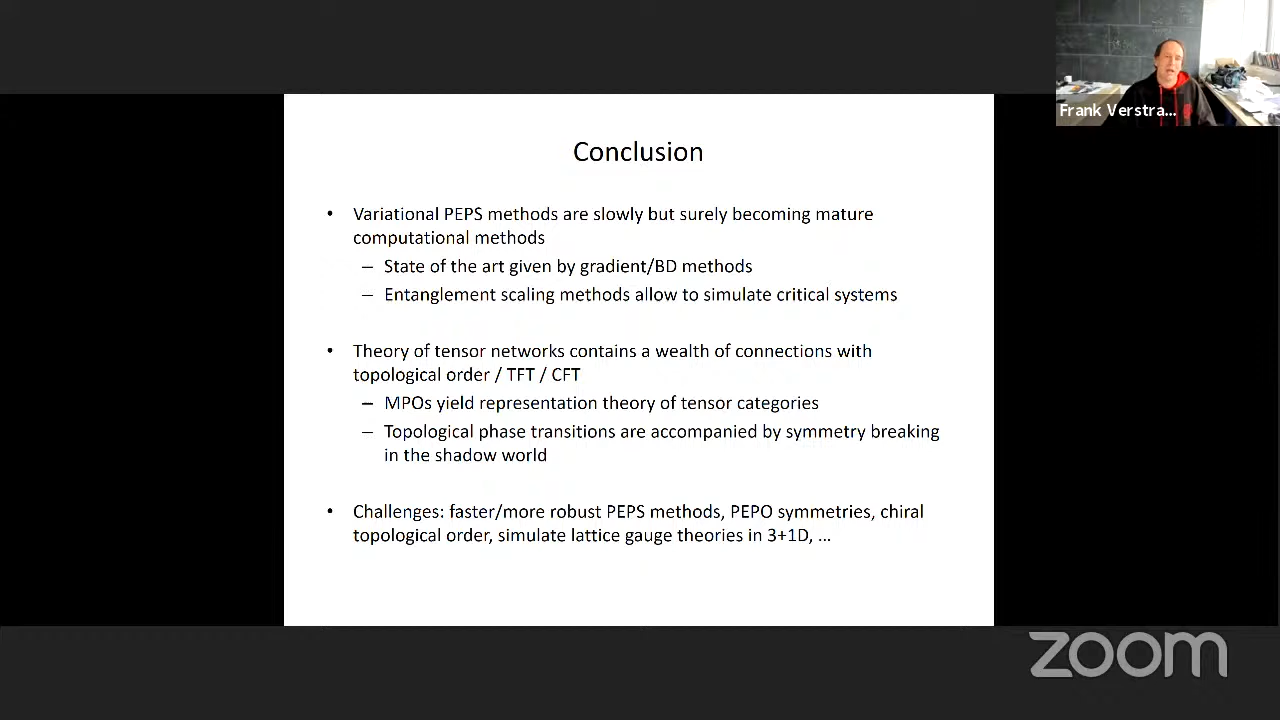 Frank Verstra...
Conclusion
• Variational PEPS methods are slowly but surely becoming mature
computational methods
– State of the art given by gradient/BD methods
– Entanglement scaling methods allow to simulate critical systems
• Theory of tensor networks contains a wealth of connections with
topological order / TFT / CFT
– MPOs yield representation theory of tensor categories
– Topological phase transitions are accompanied by symmetry breaking
in the shadow world
• Challenges: faster/more robust PEPS methods, PEPO symmetries, chiral
topological order, simulate lattice gauge theories in 3+1D, ...
zoom